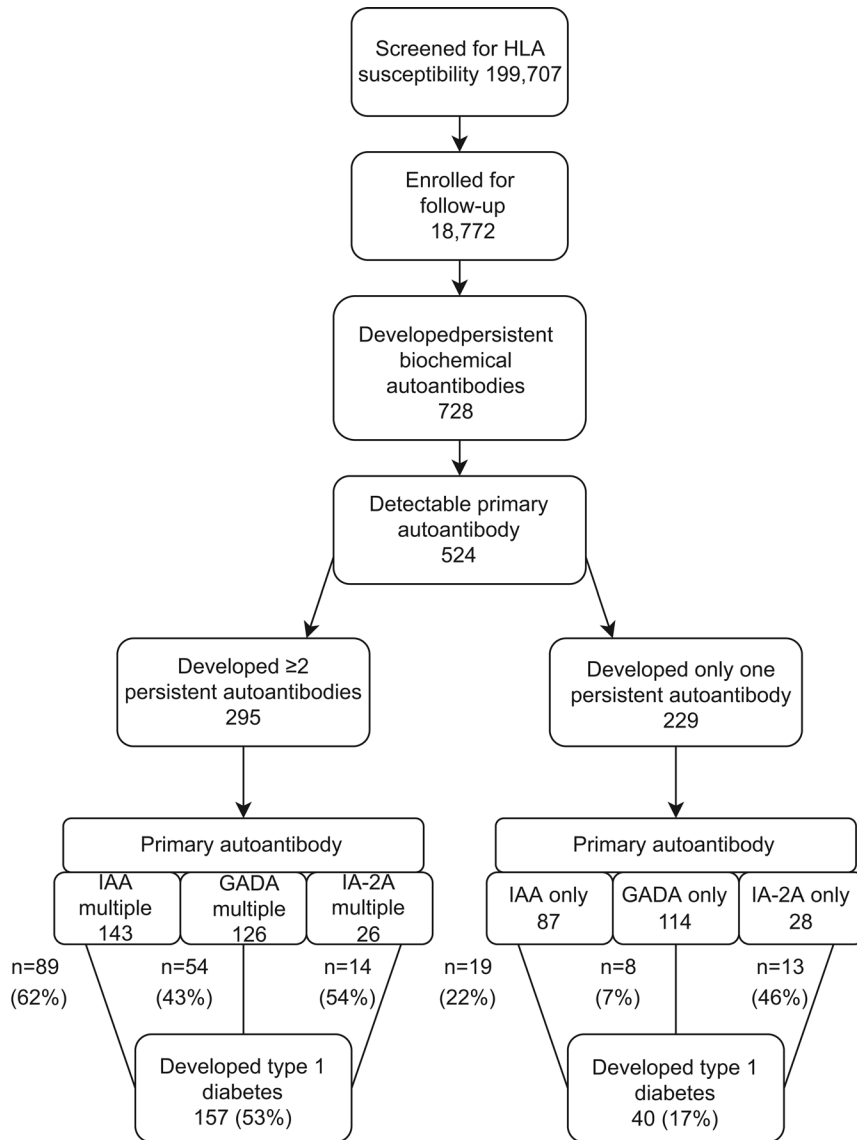 Screened for HLA
susceptibility 199,707
Enrolled for
follow-up
18,772
Developedpersistent
biochemical
autoantibodies
728
Detectable primary
autoantibody
524
Developed ≥2
persistent autoantibodies
295
Developed only one
persistent autoantibody
229
Primary autoantibody
IAA
multiple
143
GADA
multiple
126
IA-2A
multiple
26
n=89
(62%)
n=54
(43%)
n=14
(54%)
Developed type 1
diabetes
157 (53%)
Primary autoantibody
IAA only
87
GADA only
114
IA-2A only
28
n=19
(22%)
n=8
(7%)
n=13
(46%)
Developed type 1
diabetes
40 (17%)